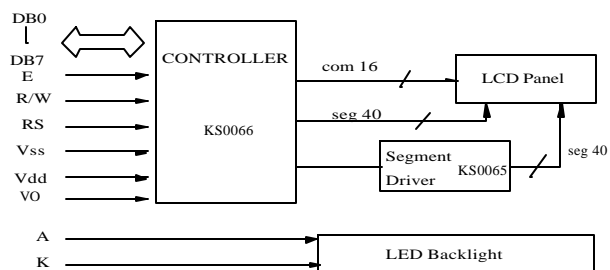 DB0
DB7
E
R/W
RS
Vss
Vdd
VO
CONTROLLER
KS0066
com 16
seg 40
LCD Panel
Segment
Driver KS0065
seg 40
A
K
LED Backlight